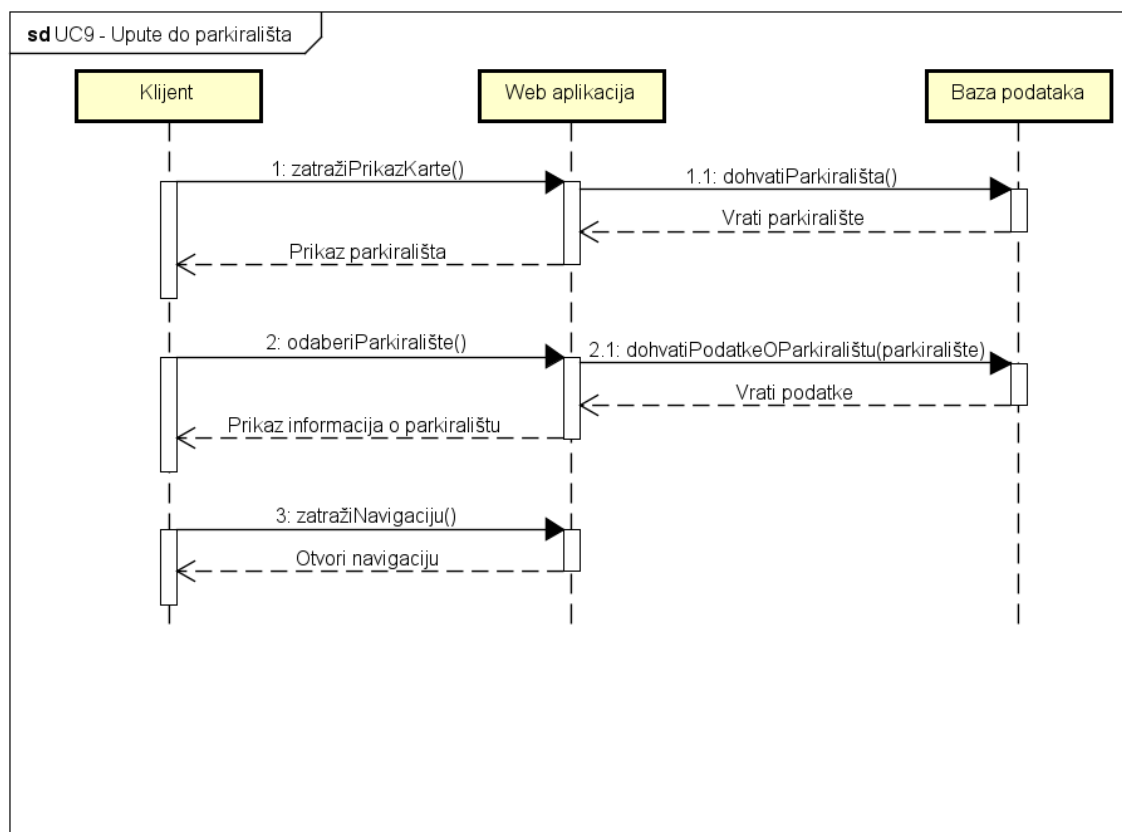 sd UC9 - Upute do parkirališta
Klijent
Web aplikacija
Baza podataka
1: zatražiPrikazKarte()
1.1: dohvatiParkirališta()
Vrati parkiralište
Prikaz parkirališta
2: odaberiParkiralište()
2.1: dohvatiPodatkeOParkiralištu(parkiralište)
Vrati podatke
Prikaz informacija o parkiralištu
3: zatražiNavigaciju()
Otvori navigaciju